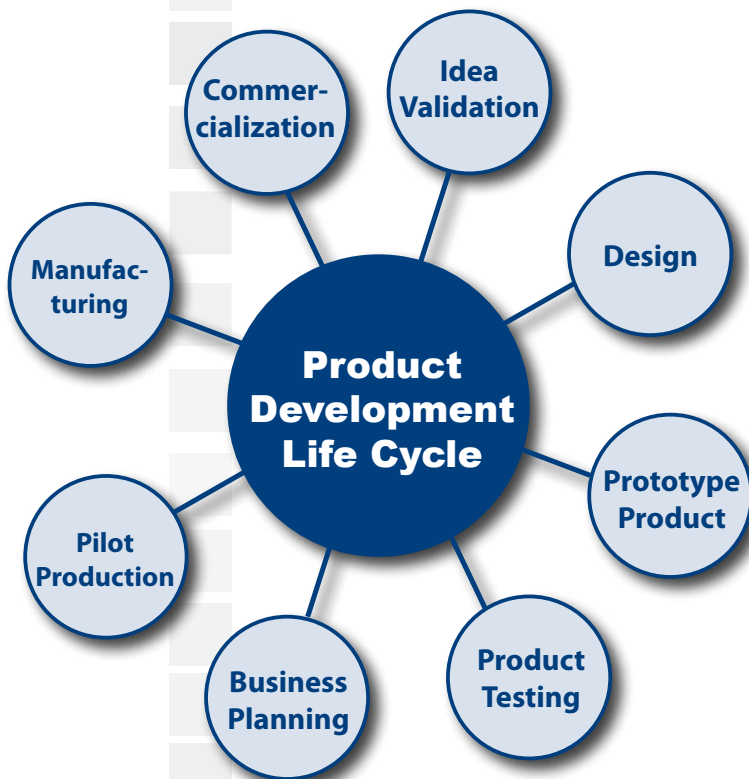 Product
Development
Life Cycle
Idea
Validation
Design
Prototype
Product
Product
Testing
Business
Planning
Pilot
Production
Manufac-
turing
Commer-
cialization